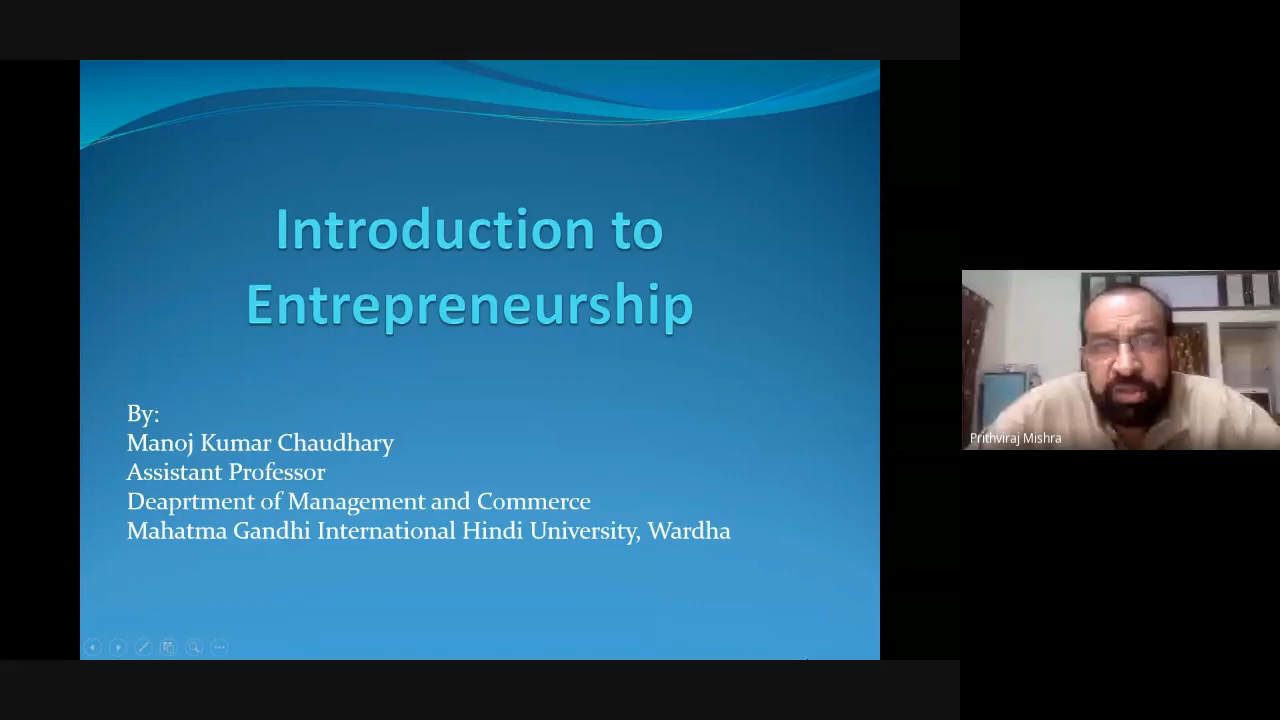 Introduction to
Entrepreneurship
By:
Manoj Kumar Chaudhary
Assistant Professor
Deaprtment of Management and Commerce
Mahatma Gandhi International Hindi University, Wardha
Prithviraj Mishra